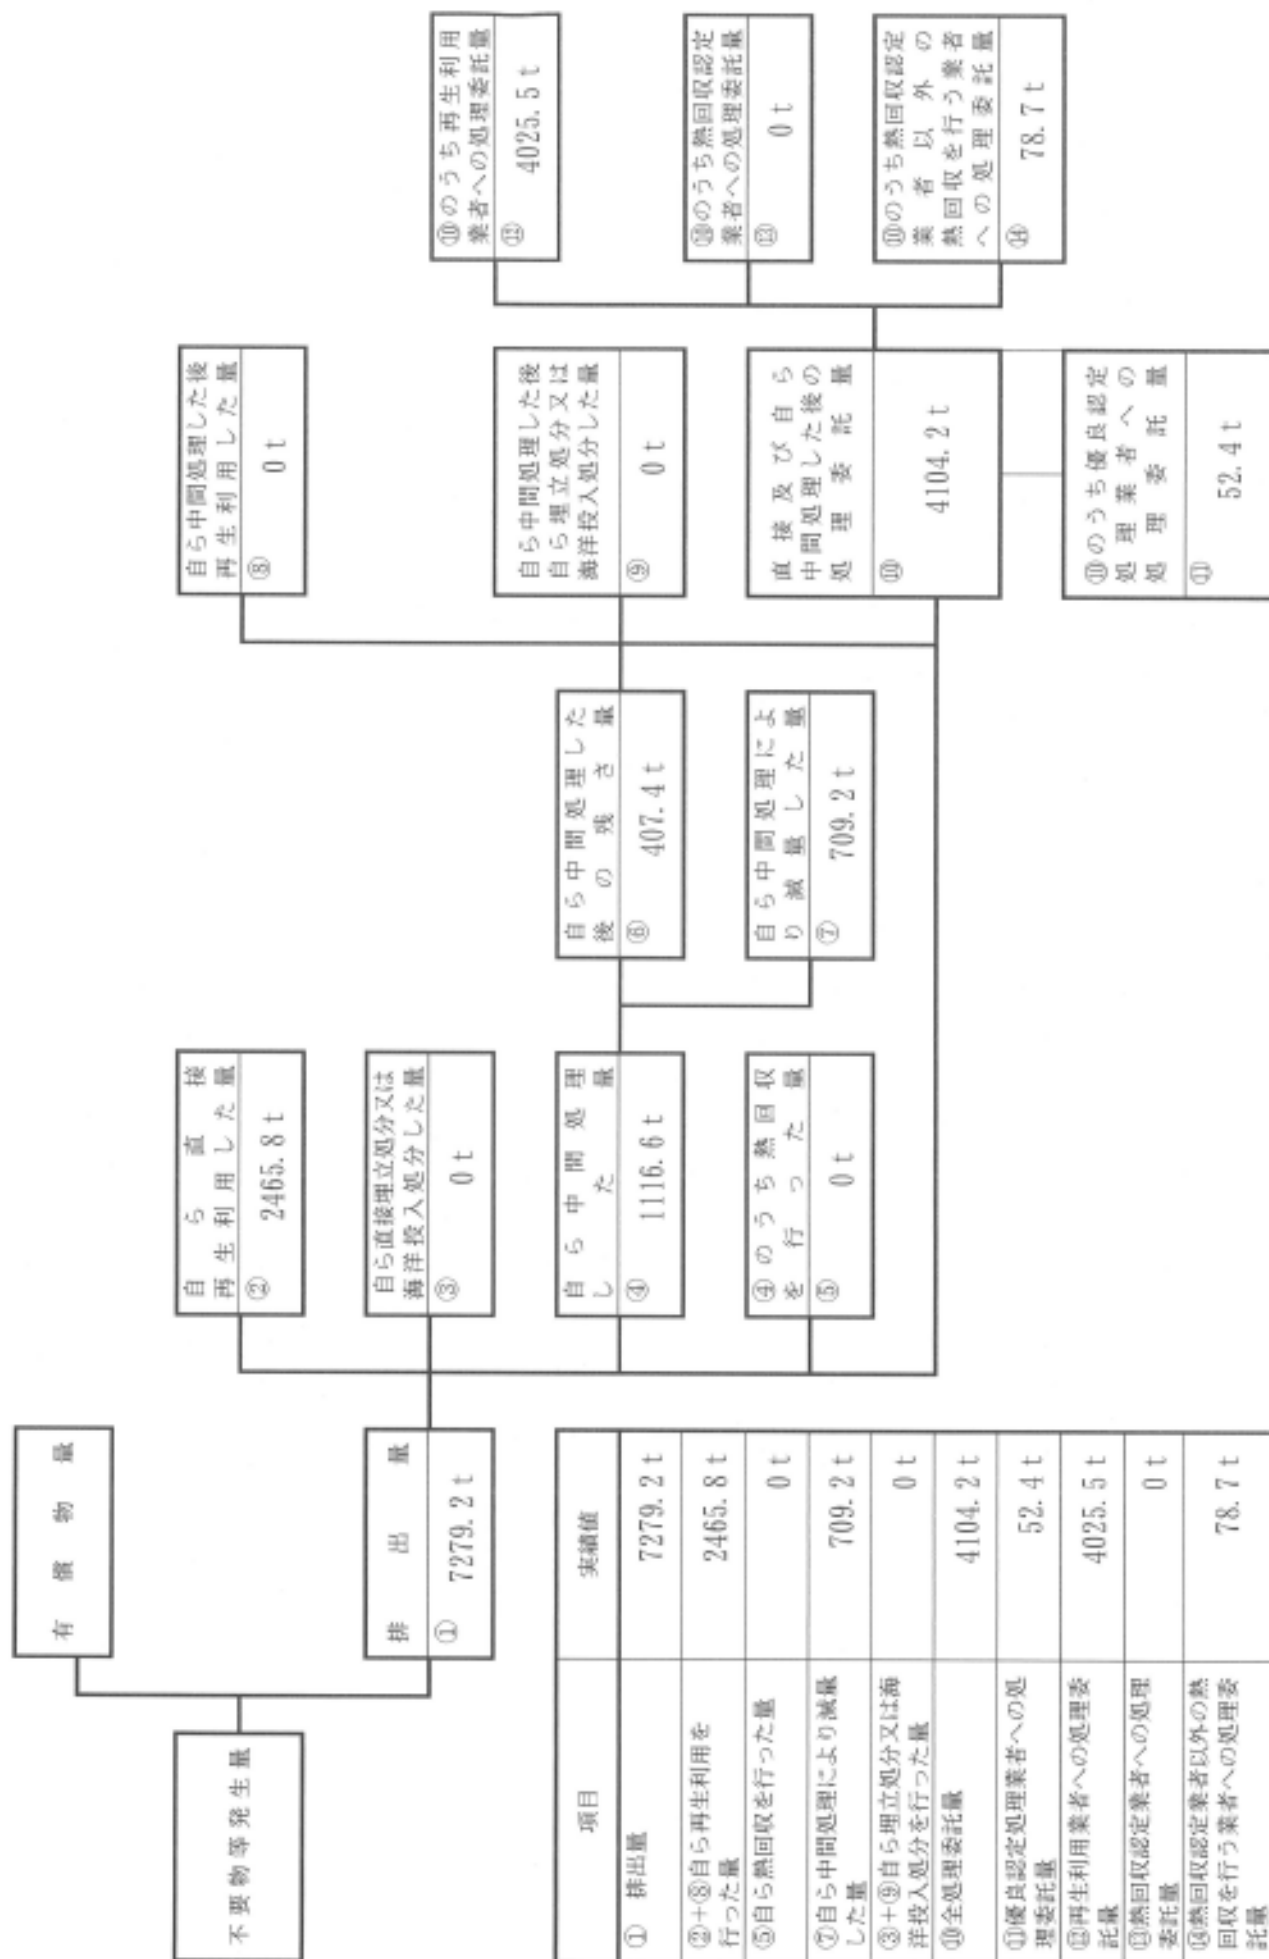 不要物等発生量
有償物量
排出量
① 7279.2 t
自ら直接
再生利用した量
② 2465.8 t
自ら直接埋立処分又は
海洋投入処分した量
③ 0 t
自ら中間処理
した量
④ 1116.6 t
④のうち熱回収
を行った量
⑤ 0 t
自ら中間処理した
後の残さ量
⑥ 407.4 t
自ら中間処理によ
り減量した量
⑦ 709.2 t
自ら中間処理した後
再生利用した量
⑧ 0 t
自ら中間処理した後
自ら埋立処分又は
海洋投入処分した量
⑨ 0 t
直接及び自ら
中間処理した後の
処理委託量
⑩ 4104.2 t
⑩のうち優良認定
処理業者への
処理委託量
⑪ 52.4 t
⑩のうち再生利用
業者への処理委託量
⑫ 4025.5 t
⑩のうち熱回収認定
業者への処理委託量
⑬ 0 t
⑩のうち熱回収認定
業者以外の
熱回収を行う業者
への処理委託量
⑭ 78.7 t
項目 実績値
① 排出量 7279.2 t
②+⑧自ら再生利用を
行った量 2465.8 t
⑤自ら熱回収を行った量 0 t
⑦自ら中間処理により減量
した量 709.2 t
③+⑨自ら埋立処分又は海
洋投入処分を行った量 0 t
⑩全処理委託量 4104.2 t
⑪優良認定処理業者への処
理委託量 52.4 t
⑫再生利用業者への処理委
託量 4025.5 t
⑬熱回収認定業者への処理
委託量 0 t
⑭熱回収認定業者以外の熱
回収を行う業者への処理委
託量 78.7 t